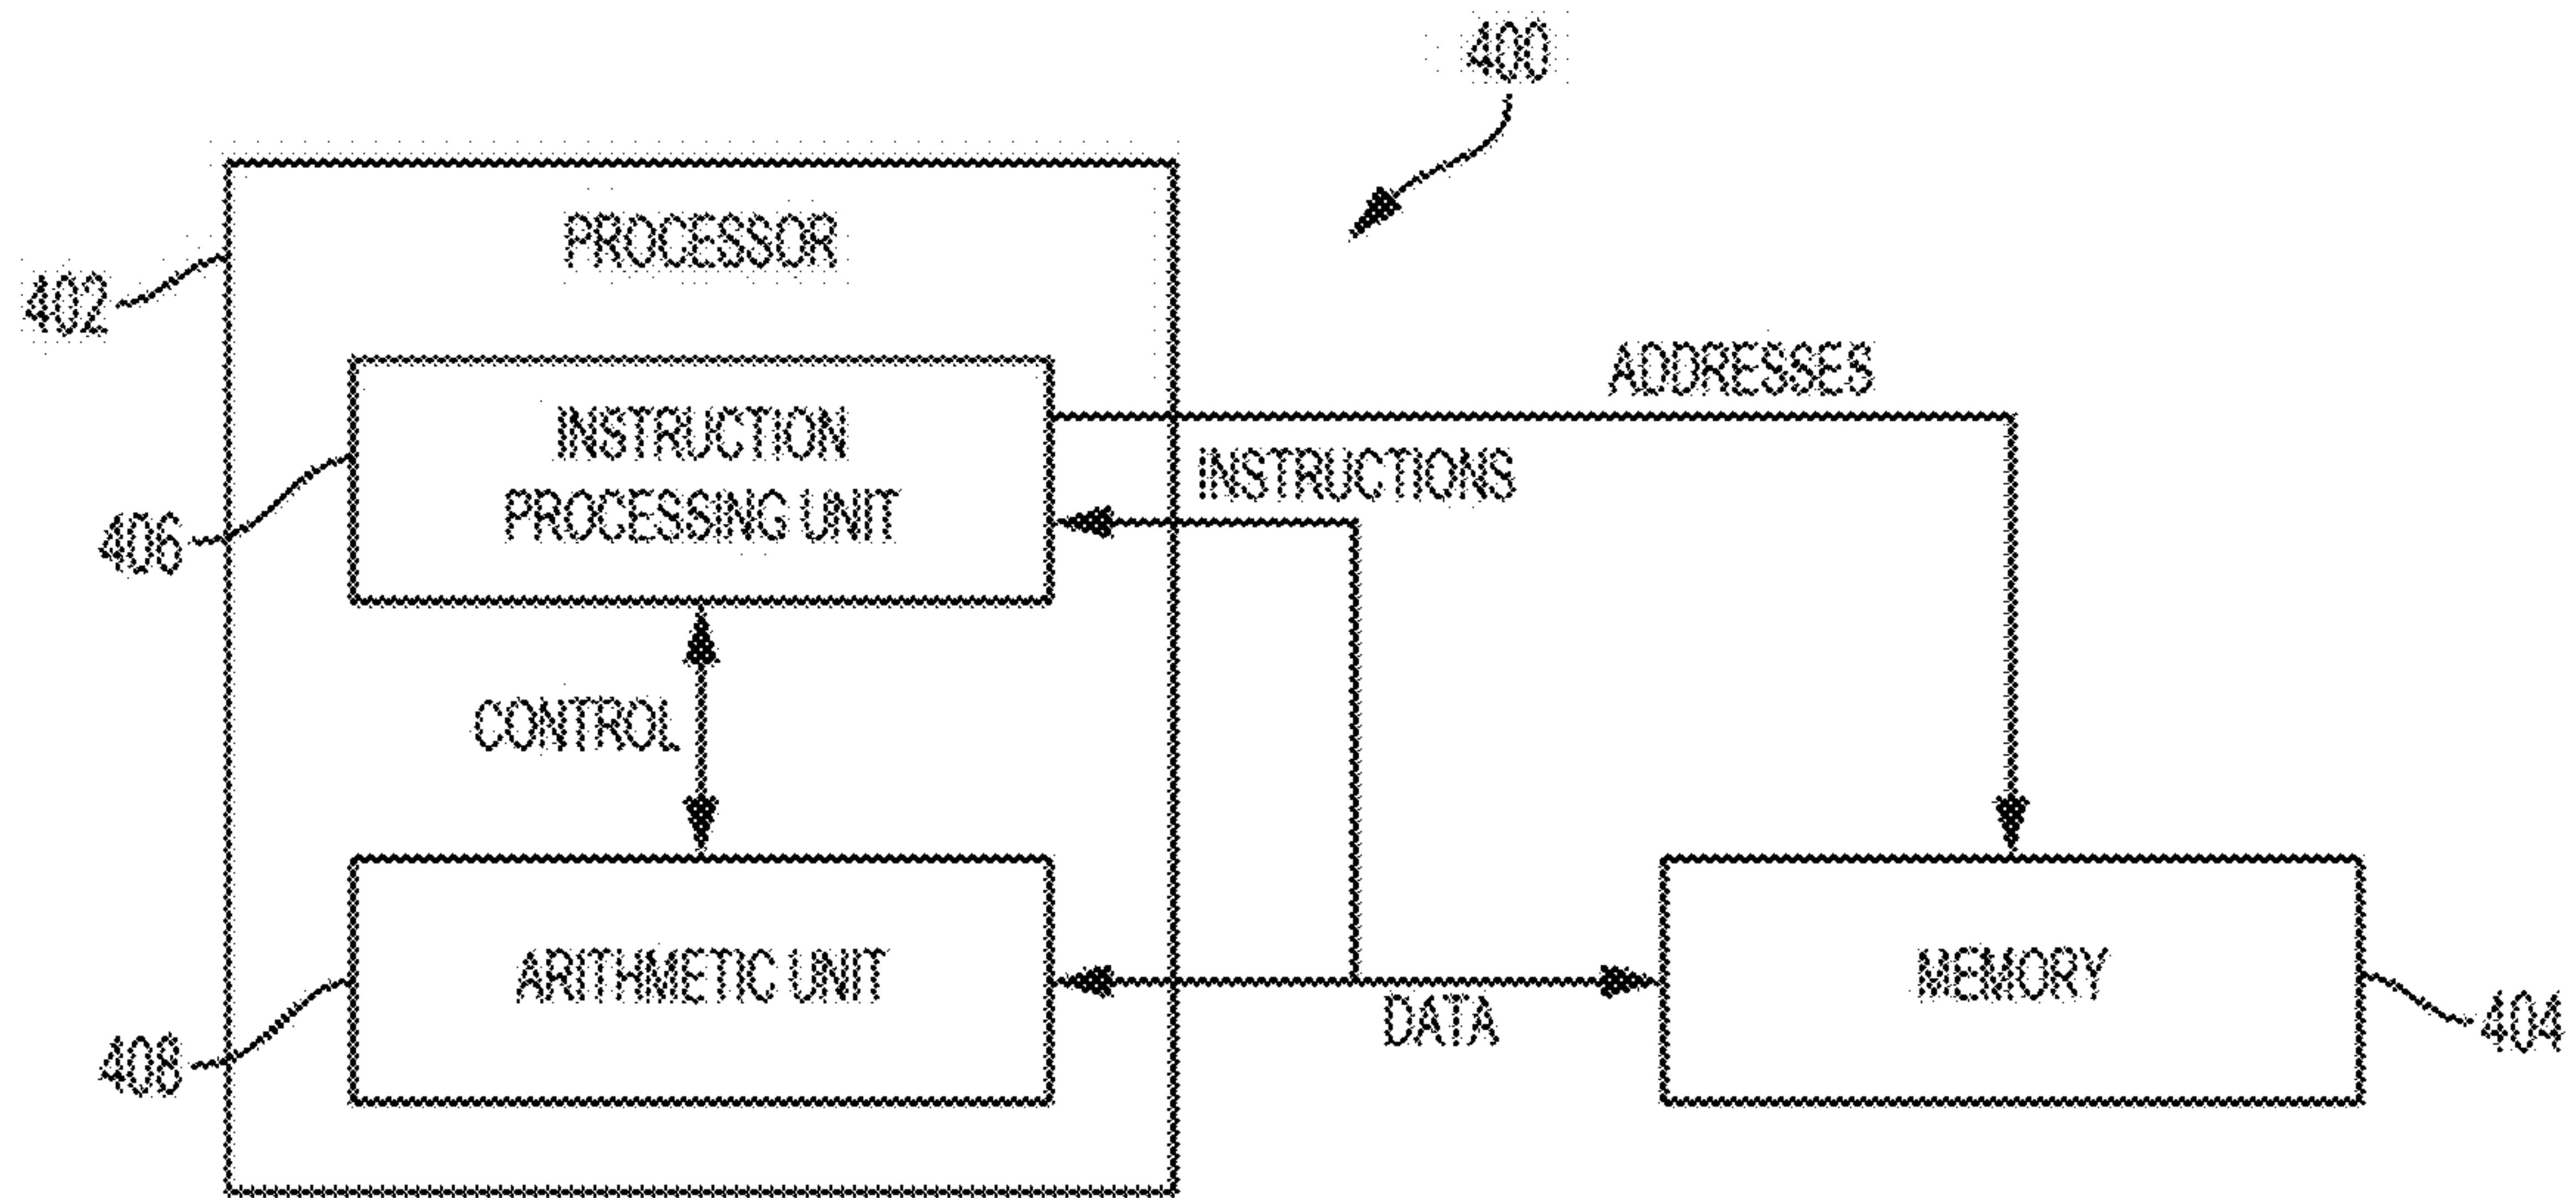 400
PROCESSOR
402
ADDRESSES
INSTRUCTION
PROCESSING UNIT
INSTRUCTIONS
406
CONTROL
ARITHMETIC UNIT
MEMORY
DATA
408
404